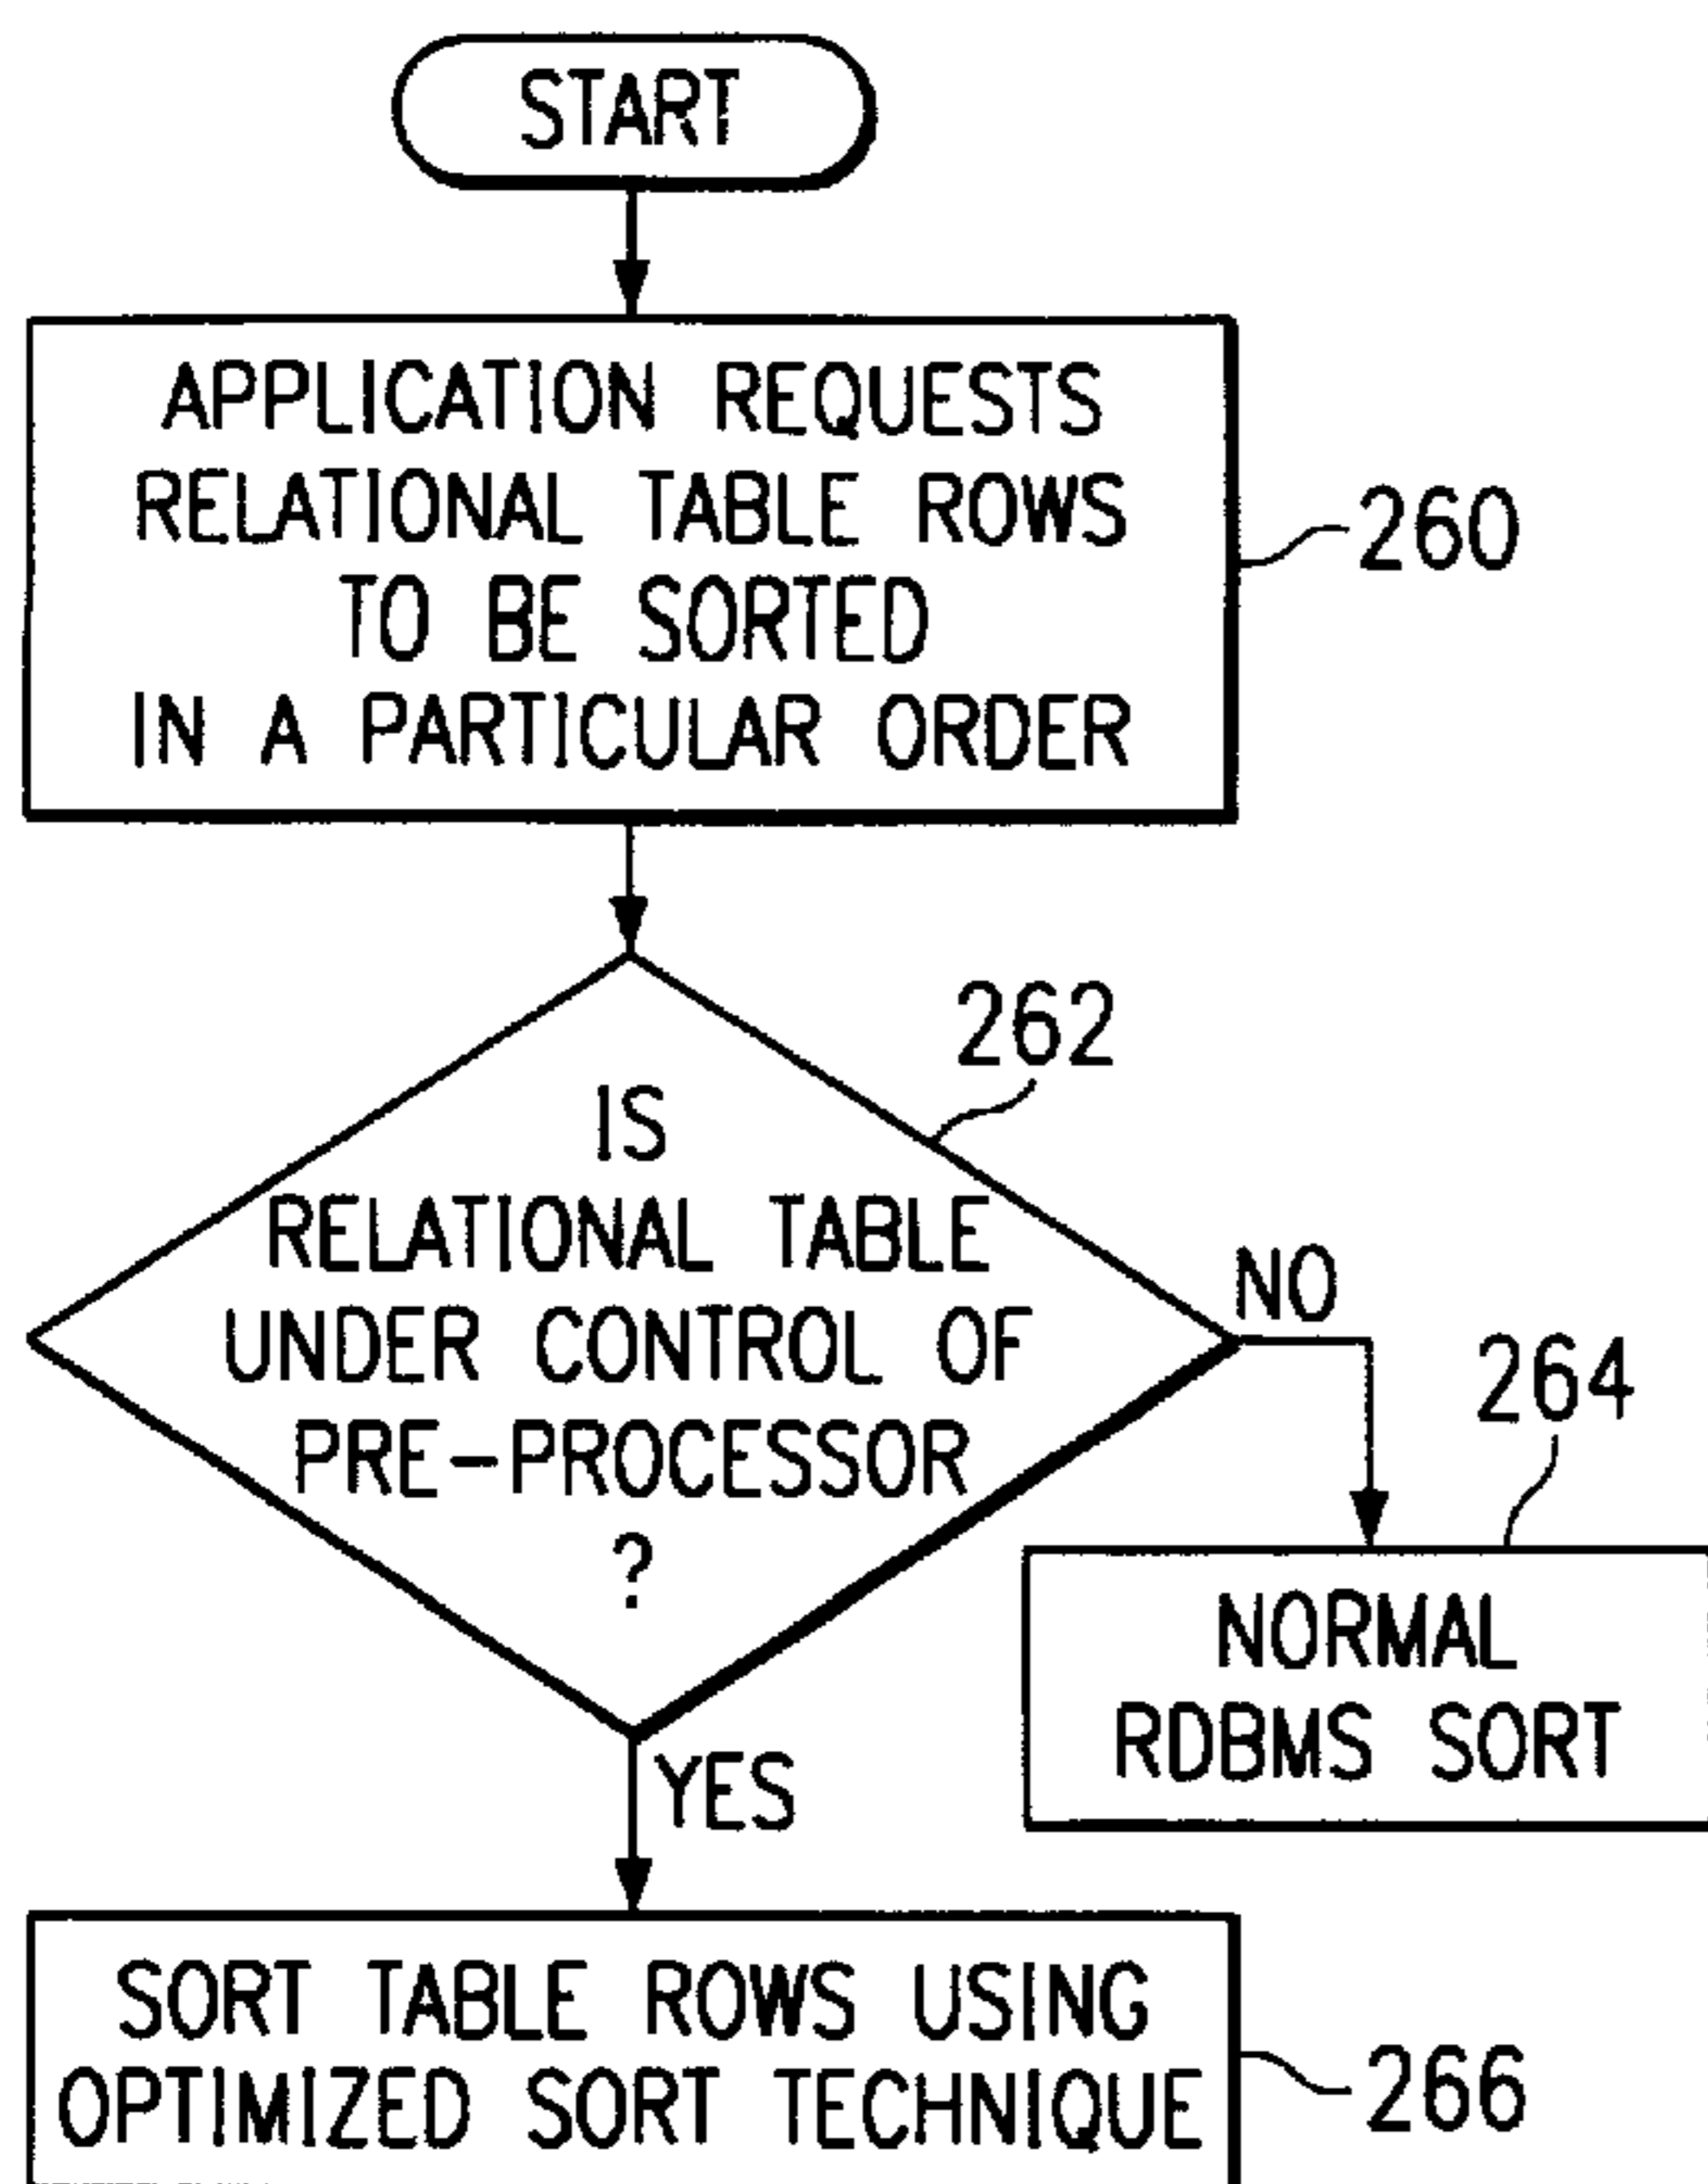 START
APPLICATION REQUESTS
RELATIONAL TABLE ROWS
TO BE SORTED
IN A PARTICULAR ORDER
260
262
IS
RELATIONAL TABLE
UNDER CONTROL OF
PRE-PROCESSOR
?
NO
264
NORMAL
RDBMS SORT
YES
SORT TABLE ROWS USING
OPTIMIZED SORT TECHNIQUE
266